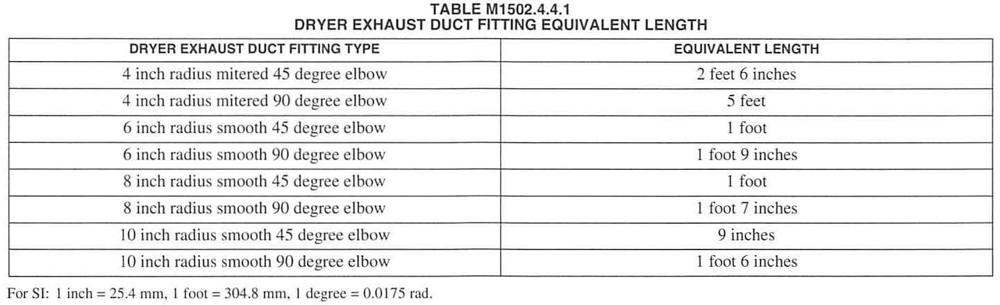 TABLE M1502.4.4.1
DRYER EXHAUST DUCT FITTING EQUIVALENT LENGTH
DRYER EXHAUST DUCT FITTING TYPE EQUIVALENT LENGTH
4 inch radius mitered 45 degree elbow 2 feet 6 inches
4 inch radius mitered 90 degree elbow 5 feet
6 inch radius smooth 45 degree elbow 1 foot
6 inch radius smooth 90 degree elbow 1 foot 9 inches
8 inch radius smooth 45 degree elbow 1 foot
8 inch radius smooth 90 degree elbow 1 foot 7 inches
10 inch radius smooth 45 degree elbow 9 inches
10 inch radius smooth 90 degree elbow 1 foot 6 inches
For SI: 1 inch = 25.4 mm, 1 foot = 304.8 mm, 1 degree = 0.0175 rad.